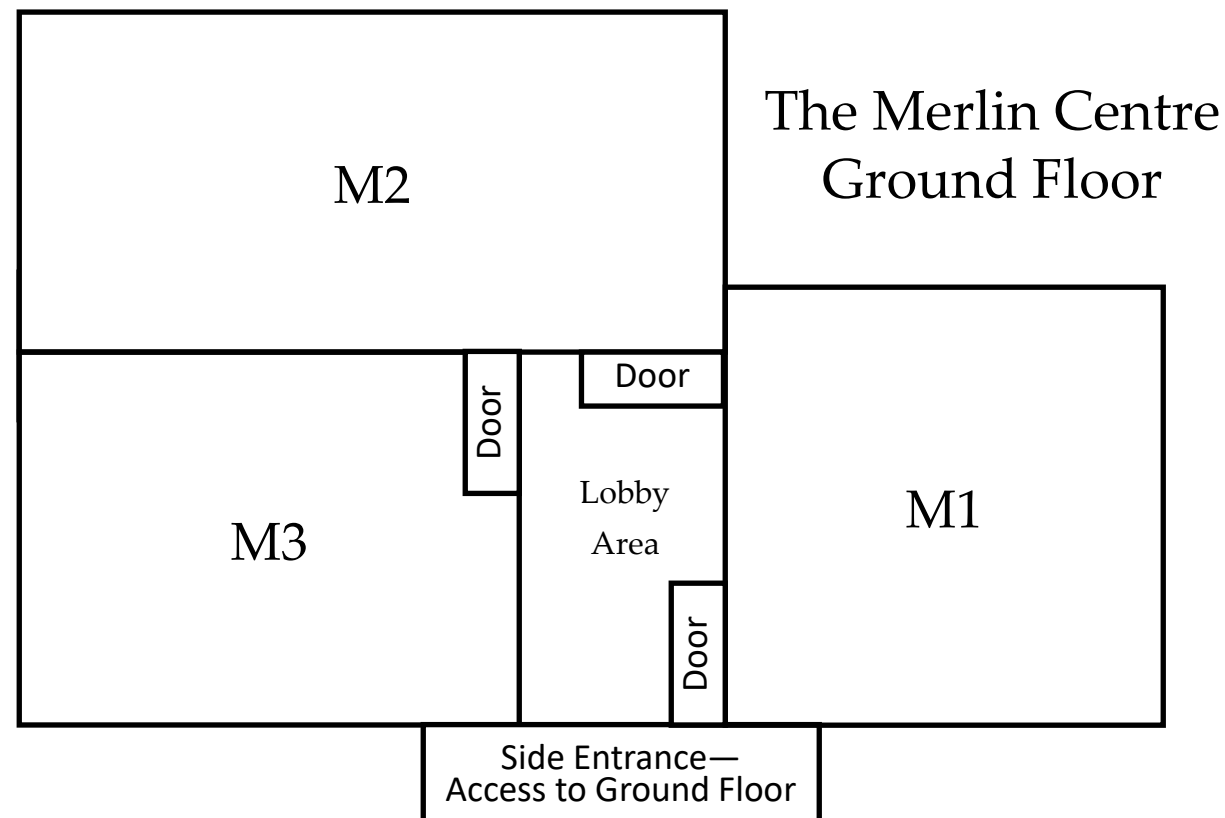 The Merlin Centre
Ground Floor
M2
Door
Door
Lobby
Area
M1
M3
Door
Side Entrance—
Access to Ground Floor